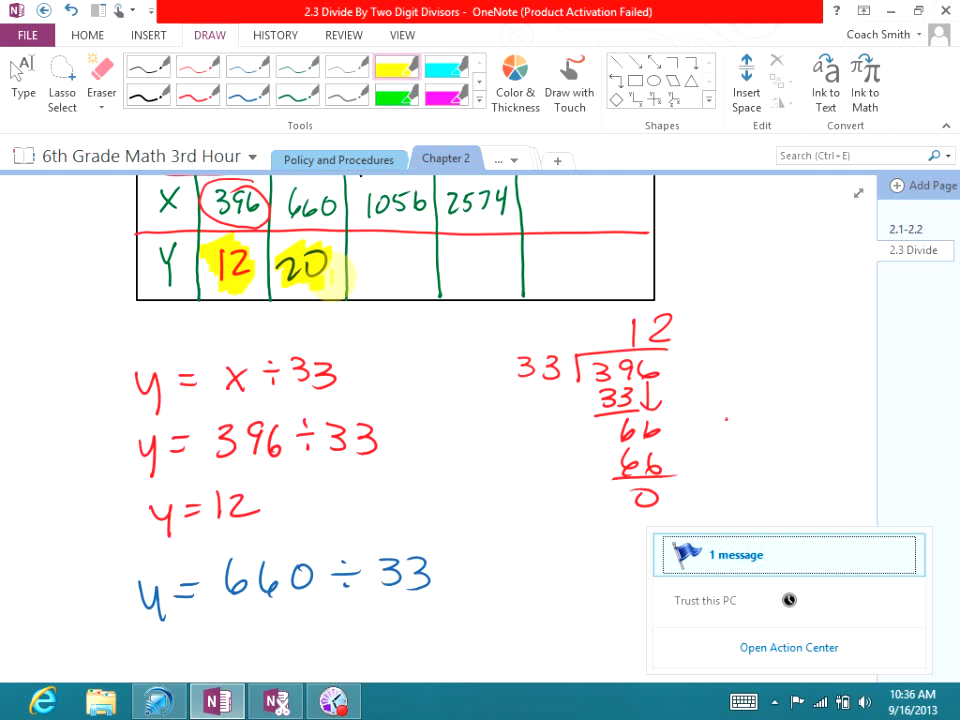 2.3 Divide By Two Digit Divisors - OneNote (Product Activation Failed)
FILE HOME INSERT DRAW HISTORY REVIEW VIEW Coach Smith
Type Lasso Select Eraser Color & Thickness Draw with Touch Insert Space Ink to Text Ink to Math
Tools Shapes Edit Convert
6th Grade Math 3rd Hour Policy and Procedures Chapter 2 ... + Search (Ctrl+E)
Add Page
2.1-2.2
2.3 Divide
X 396 660 1056 2574
Y 12 20
12
33 396
33
66
66
0
y = x ÷ 33
y = 396 ÷ 33
y = 12
y = 660 ÷ 33
1 message
Trust this PC
Open Action Center
10:36 AM
9/16/2013